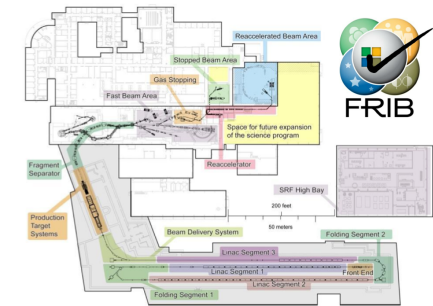 Reaccelerated Beam Area
Stopped Beam Area
Gas Stopping
Fast Beam Area
FRIB
Space for future expansion
of the science program
Fragment
Separator
Reaccelerator
SRF High Bay
200 feet
50 meters
Production
Target
Systems
Beam Delivery System
Folding Segment 2
Linac Segment 3
Linac Segment 1
Front End
Linac Segment 2
Folding Segment 1